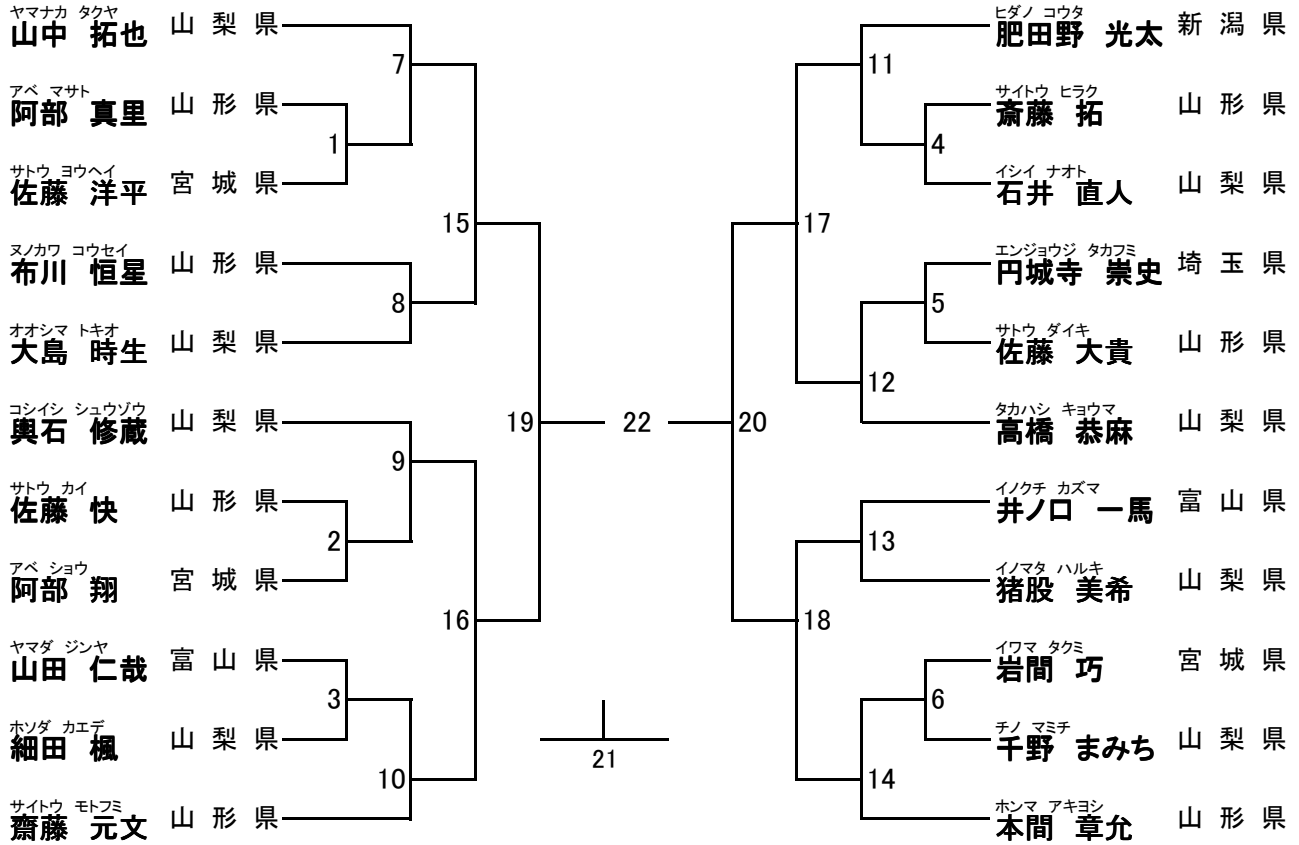 ヤマナカ タクヤ
山中 拓也 山梨県
7
アベ マサト
阿部 真里 山形県
1
サトウ ヨウヘイ
佐藤 洋平 宮城県
15
ヌノカワ コウセイ
布川 恒星 山形県
8
オオシマ トキオ
大島 時生 山梨県
19
コシイシ シュウゾウ
輿石 修蔵 山梨県
9
サトウ カイ
佐藤 快 山形県
2
アベ ショウ
阿部 翔 宮城県
16
ヤマダ ジンヤ
山田 仁哉 富山県
3
ホソダ カエデ
細田 楓 山梨県
10
サイトウ モトフミ
齋藤 元文 山形県
22
21
ヒダノ コウタ
肥田野 光太 新潟県
11
サイトウ ヒラク
斎藤 拓 山形県
4
イシイ ナオト
石井 直人 山梨県
17
エンジョウジ タカフミ
円城寺 崇史 埼玉県
5
サトウ ダイキ
佐藤 大貴 山形県
12
タカハシ キョウマ
高橋 恭麻 山梨県
20
イノクチ カズマ
井ノ口 一馬 富山県
13
イノマタ ハルキ
猪股 美希 山梨県
18
イワマ タクミ
岩間 巧 宮城県
6
チノ マミチ
千野 まみち 山梨県
14
ホンマ アキヨシ
本間 章允 山形県